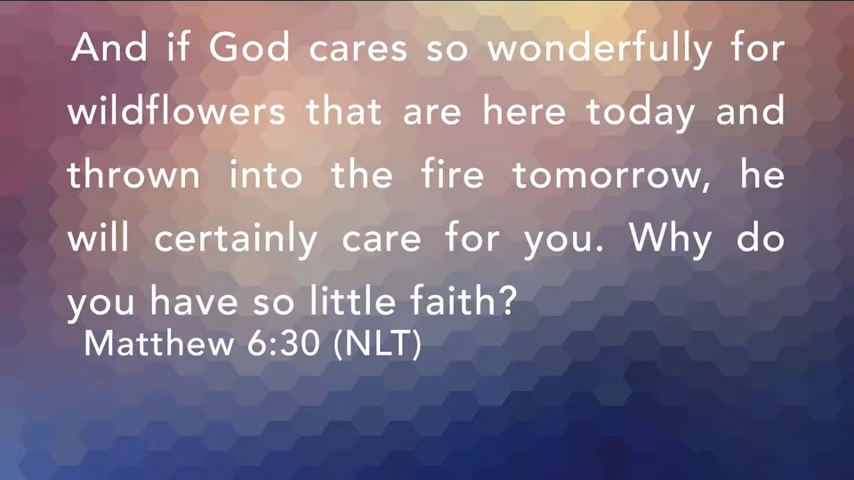 And if God cares so wonderfully for
wildflowers that are here today and
thrown into the fire tomorrow, he
will certainly care for you. Why do
you have so little faith?
Matthew 6:30 (NLT)